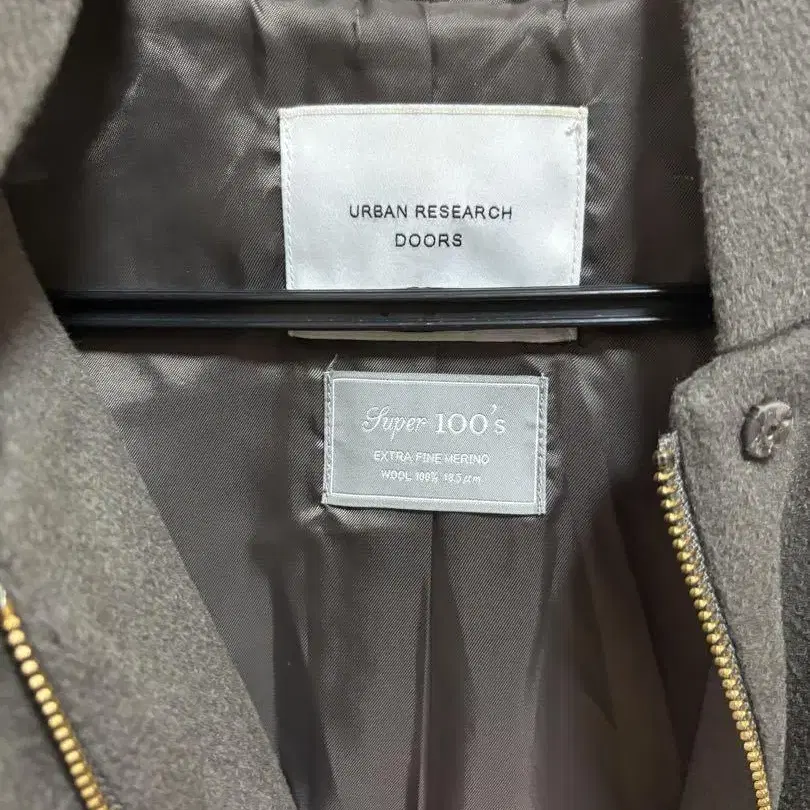 URBAN RESEARCH
DOORS
Super 100's
EXTRA FINE MERINO
WOOL 100% 18.5μm